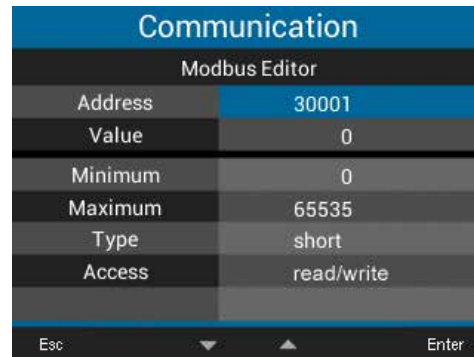 Communication
Modbus Editor
Address 30001
Value 0
Minimum 0
Maximum 65535
Type short
Access read/write
Esc Enter